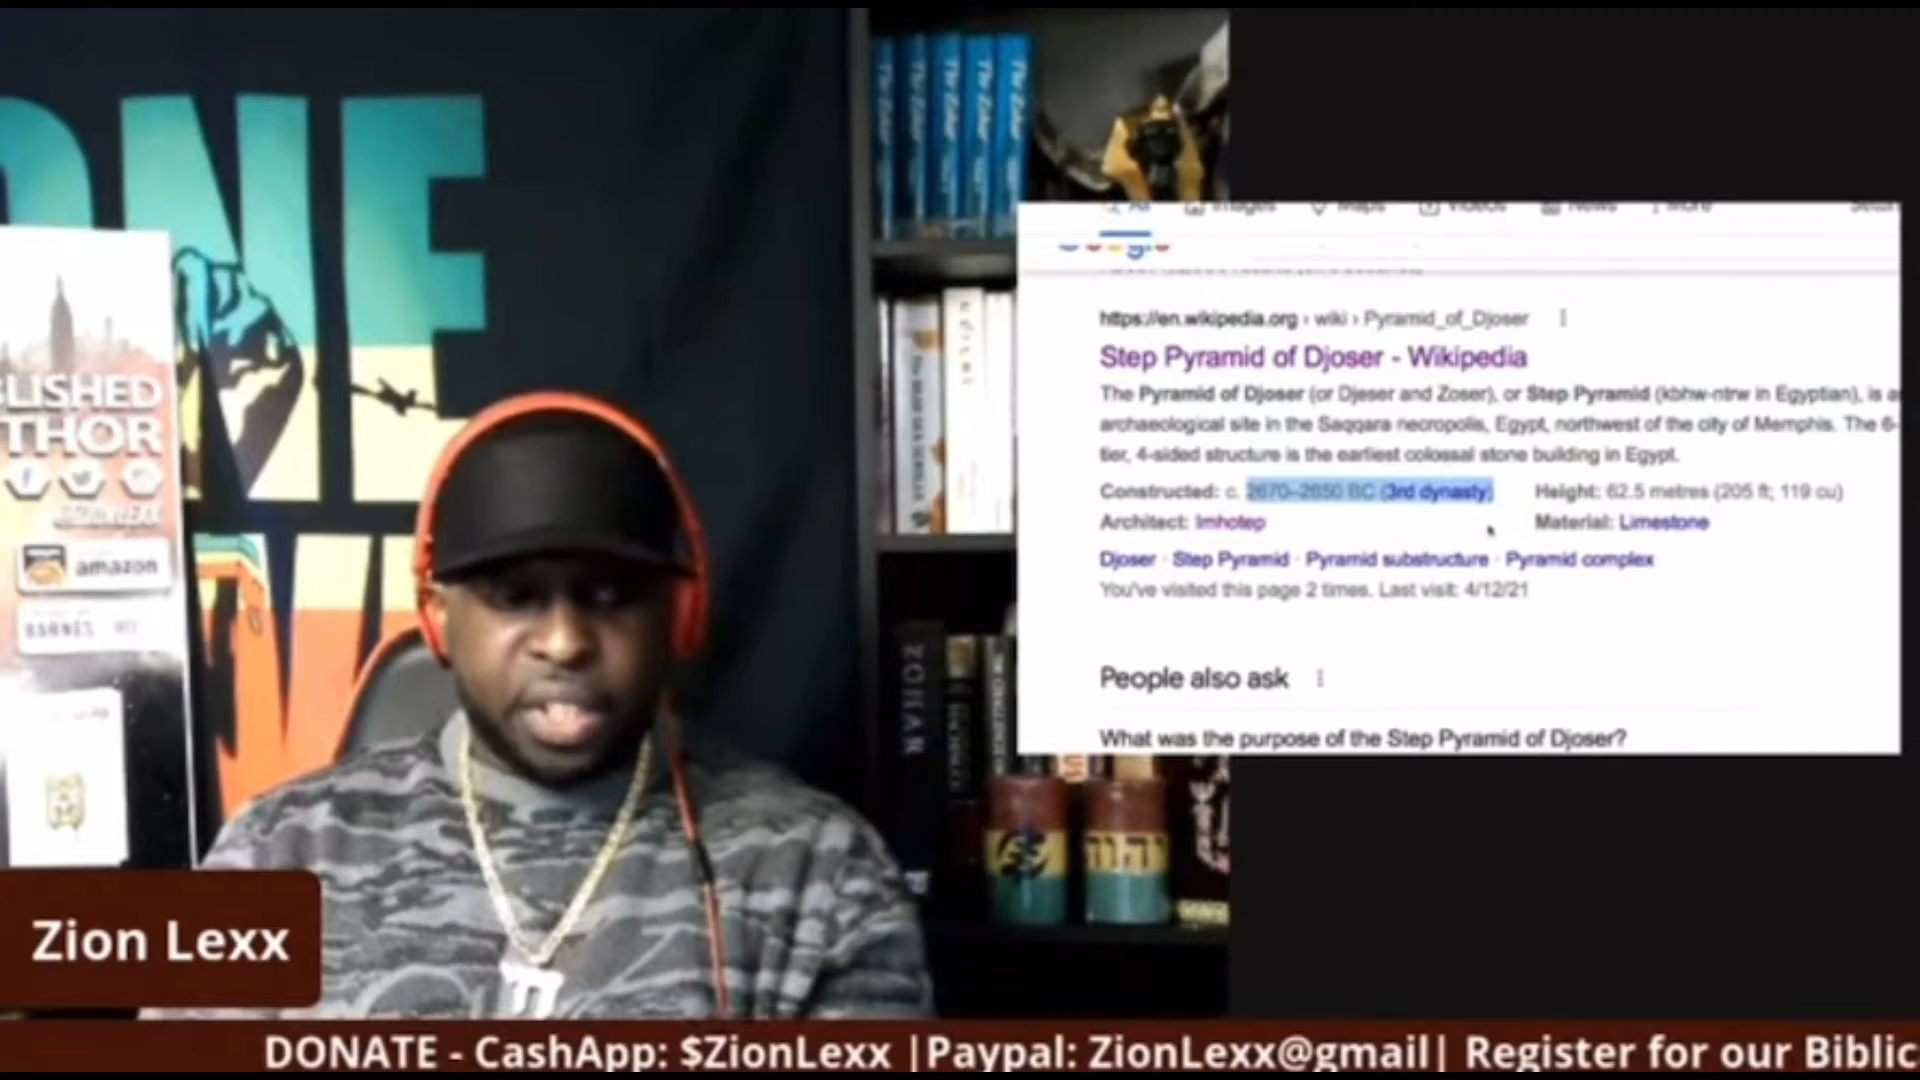 ONE
LISHED
THOR
amazon
BARNES
ZOHAR
יהוה
https://en.wikipedia.org › wiki › Pyramid_of_Djoser
Step Pyramid of Djoser - Wikipedia
The Pyramid of Djoser (or Djeser and Zoser), or Step Pyramid (kbhw-ntrw in Egyptian), is a
archaeological site in the Saqqara necropolis, Egypt, northwest of the city of Memphis. The 6-
tier, 4-sided structure is the earliest colossal stone building in Egypt.
Constructed: c. 2670–2650 BC (3rd dynasty) Height: 62.5 metres (205 ft; 119 cu)
Architect: Imhotep Material: Limestone
Djoser · Step Pyramid · Pyramid substructure · Pyramid complex
You've visited this page 2 times. Last visit: 4/12/21
People also ask
What was the purpose of the Step Pyramid of Djoser?
Zion Lexx
DONATE - CashApp: $ZionLexx |Paypal: ZionLexx@gmail| Register for our Biblic